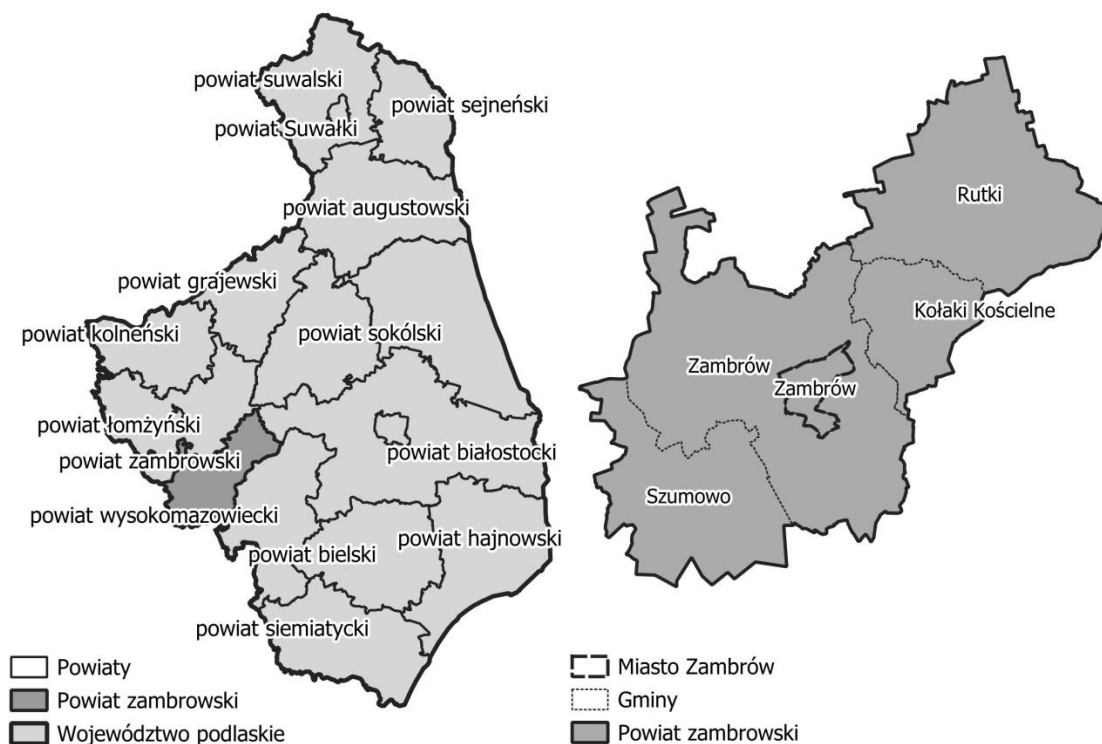 powiat suwalski
powiat sejneński
powiat Suwałki
powiat augustowski
powiat grajewski
powiat kolneński
powiat sokólski
powiat łomżyński
powiat zambrowski
powiat białostocki
powiat wysokomazowiecki
powiat bielski
powiat hajnowski
powiat siemiatycki
Powiaty
Powiat zambrowski
Województwo podlaskie
Rutki
Kołaki Kościelne
Zambrów
Zambrów
Szumowo
Miasto Zambrów
Gminy
Powiat zambrowski